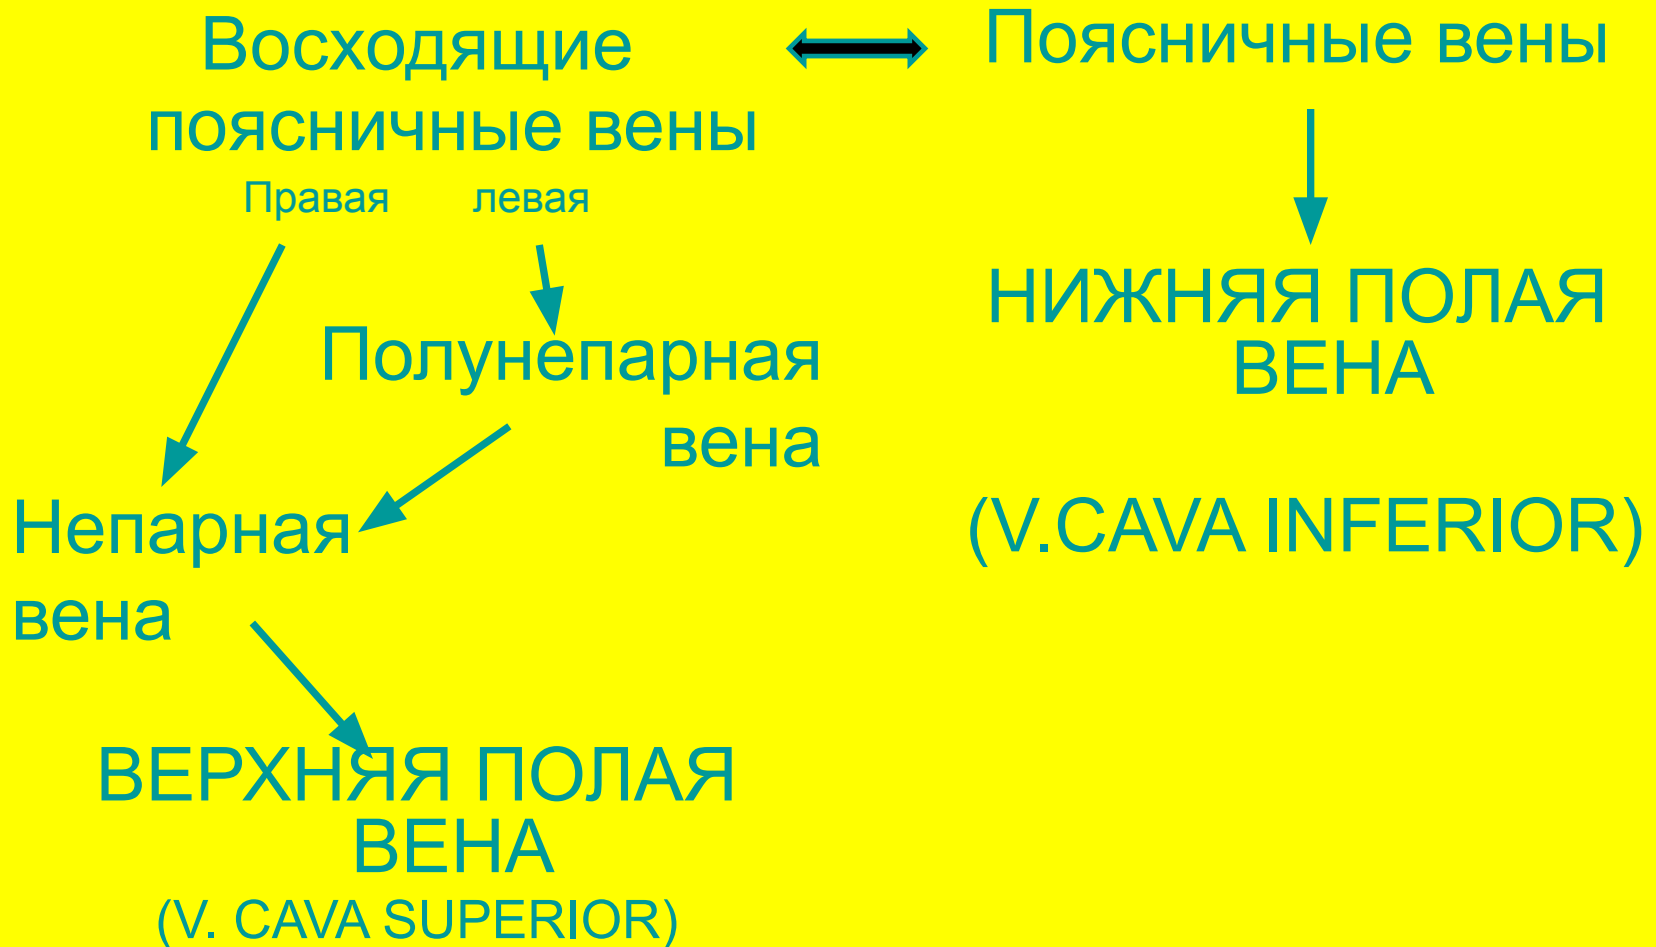 Восходящие
поясничные вены
Правая левая
Полунепарная
вена
Непарная
вена
ВЕРХНЯЯ ПОЛАЯ
ВЕНА
(V. CAVA SUPERIOR)
Поясничные вены
НИЖНЯЯ ПОЛАЯ
ВЕНА
(V.CAVA INFERIOR)